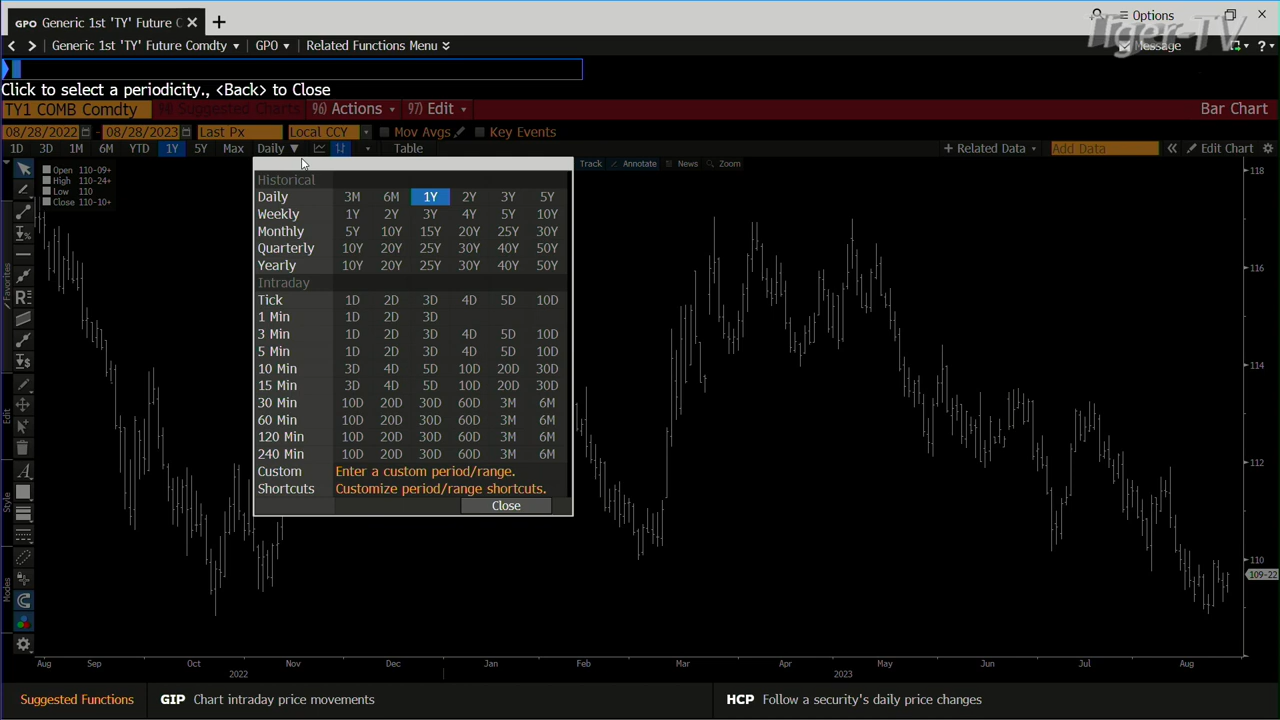 GPO Generic 1st 'TY' Future C
Options
Tiger-TV
Generic 1st 'TY' Future Comdty GPO Related Functions Menu Message ?
Click to select a periodicity., <Back> to Close
TY1 COMB Comdty 94) Suggested Charts 96) Actions 97) Edit Bar Chart
08/28/2022 - 08/28/2023 Last Px Local CCY Mov Avgs Key Events
1D 3D 1M 6M YTD 1Y 5Y Max Daily ▼ Table + Related Data Add Data « Edit Chart
Track Annotate News Zoom
Open 110-09+
High 110-24+
Low 110
Close 110-10+
Historical
Daily 3M 6M 1Y 2Y 3Y 5Y
Weekly 1Y 2Y 3Y 4Y 5Y 10Y
Monthly 5Y 10Y 15Y 20Y 25Y 30Y
Quarterly 10Y 20Y 25Y 30Y 40Y 50Y
Yearly 10Y 20Y 25Y 30Y 40Y 50Y
Intraday
Tick 1D 2D 3D 4D 5D 10D
1 Min 1D 2D 3D
3 Min 1D 2D 3D 4D 5D 10D
5 Min 1D 2D 3D 4D 5D 10D
10 Min 3D 4D 5D 10D 20D 30D
15 Min 3D 4D 5D 10D 20D 30D
30 Min 10D 20D 30D 60D 3M 6M
60 Min 10D 20D 30D 60D 3M 6M
120 Min 10D 20D 30D 60D 3M 6M
240 Min 10D 20D 30D 60D 3M 6M
Custom Enter a custom period/range.
Shortcuts Customize period/range shortcuts.
Close
Favorites
Edit
Style
Modes
118
116
114
112
110
109-22
Aug Sep Oct Nov Dec Jan Feb Mar Apr May Jun Jul Aug
2022 2023
Suggested Functions GIP Chart intraday price movements HCP Follow a security's daily price changes